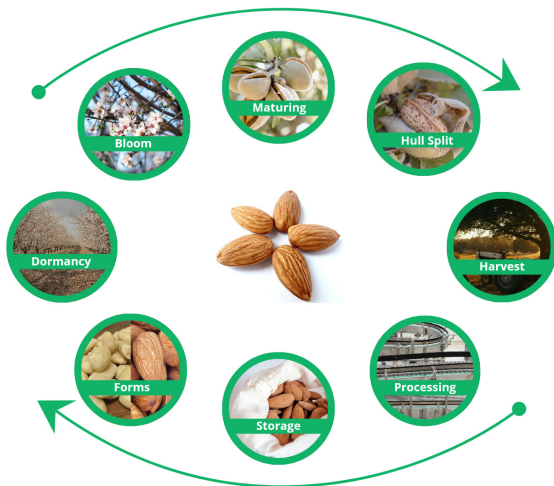 Maturing
Bloom
Hull Split
Dormancy
Harvest
Forms
Processing
Storage